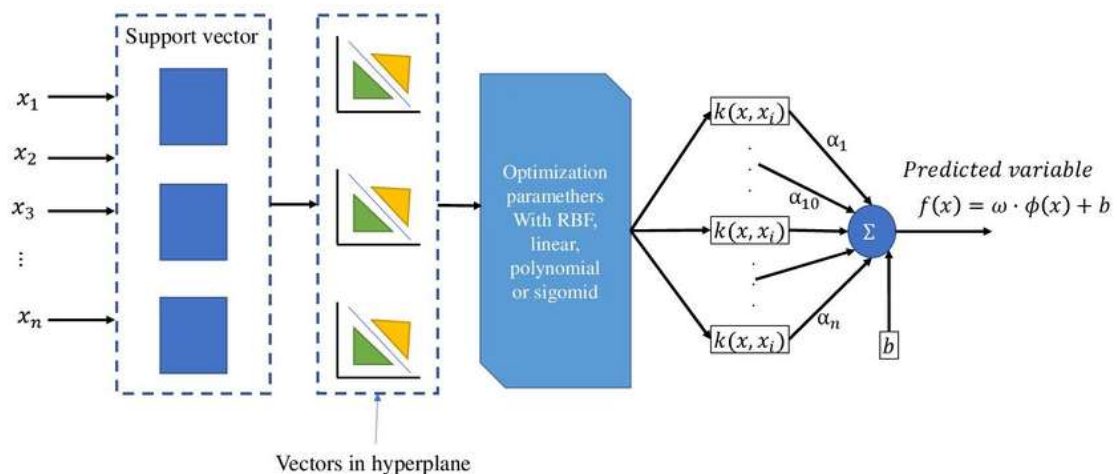 Support vector
x₁
x₂
x₃
⋮
xₙ
Vectors in hyperplane
Optimization
paramethers
With RBF,
linear,
polynomial
or sigomid
k(x, xᵢ)
k(x, xᵢ)
k(x, xᵢ)
α₁
α₁₀
αₙ
Σ
b
Predicted variable
f(x) = ω · ϕ(x) + b